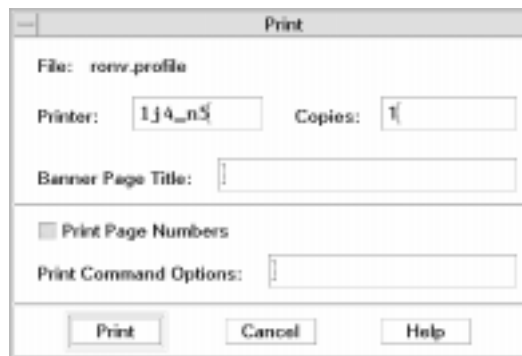 Print
File: ronv.profile
Printer: lj4_n5 Copies: 1
Banner Page Title:
Print Page Numbers
Print Command Options:
Print Cancel Help